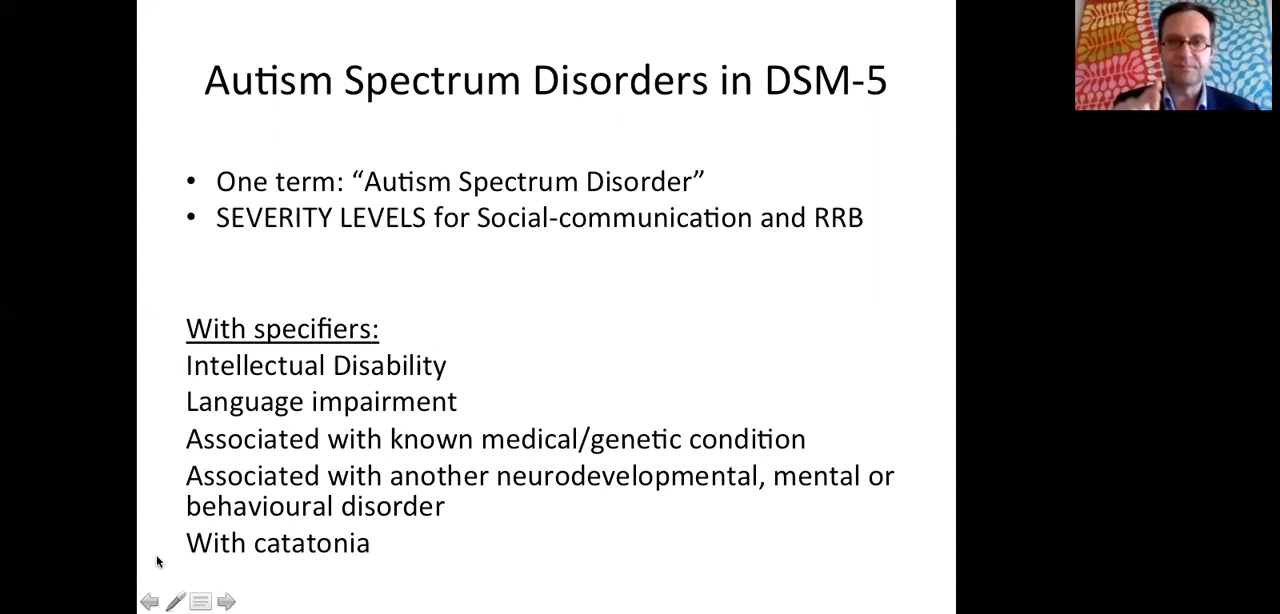 Autism Spectrum Disorders in DSM-5
• One term: “Autism Spectrum Disorder”
• SEVERITY LEVELS for Social-communication and RRB
With specifiers:
Intellectual Disability
Language impairment
Associated with known medical/genetic condition
Associated with another neurodevelopmental, mental or
behavioural disorder
With catatonia